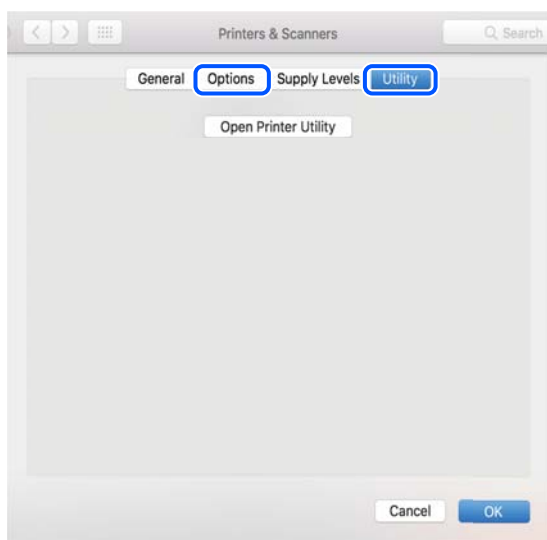 Printers & Scanners
Search
General Options Supply Levels Utility
Open Printer Utility
Cancel OK